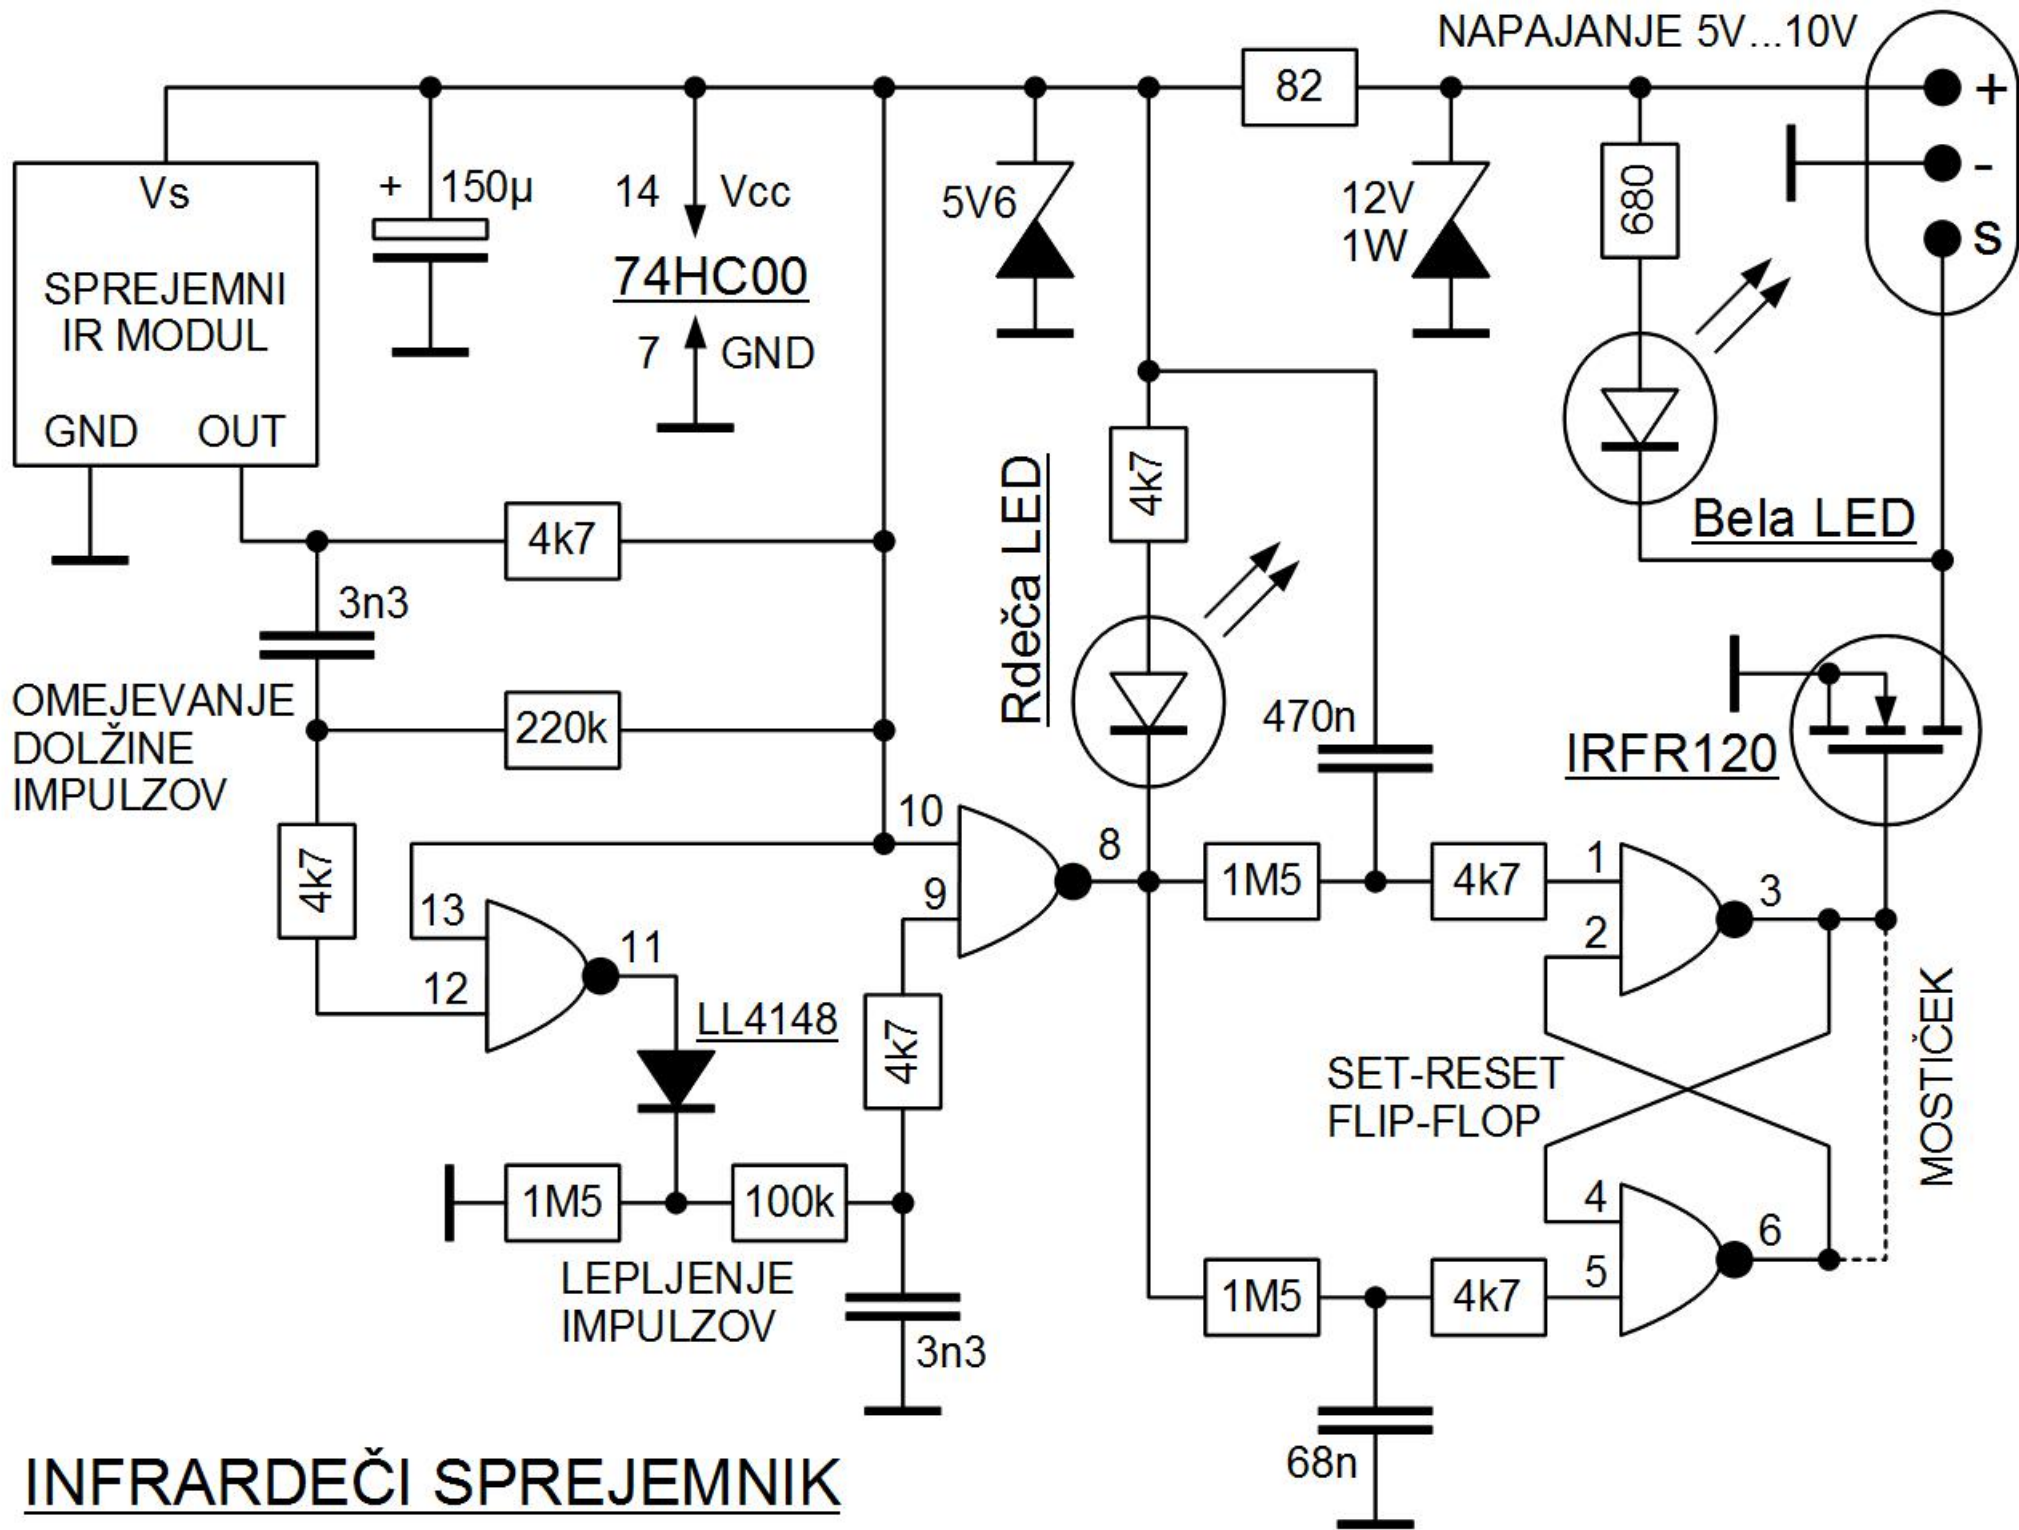 NAPAJANJE 5V...10V
82
+
-
S
Vs
SPREJEMNI
IR MODUL
GND OUT
+ 150µ
14 Vcc
74HC00
7 GND
5V6
12V
1W
680
Bela LED
4k7
Rdeča LED
4k7
3n3
OMEJEVANJE
DOLŽINE
IMPULZOV
220k
470n
IRFR120
4k7
10
9
8
13
12
11
LL4148
4k7
1M5
4k7
1
2
3
MOSTIČEK
SET-RESET
FLIP-FLOP
1M5
100k
LEPLJENJE
IMPULZOV
3n3
1M5
4k7
4
5
6
68n
INFRARDEČI SPREJEMNIK